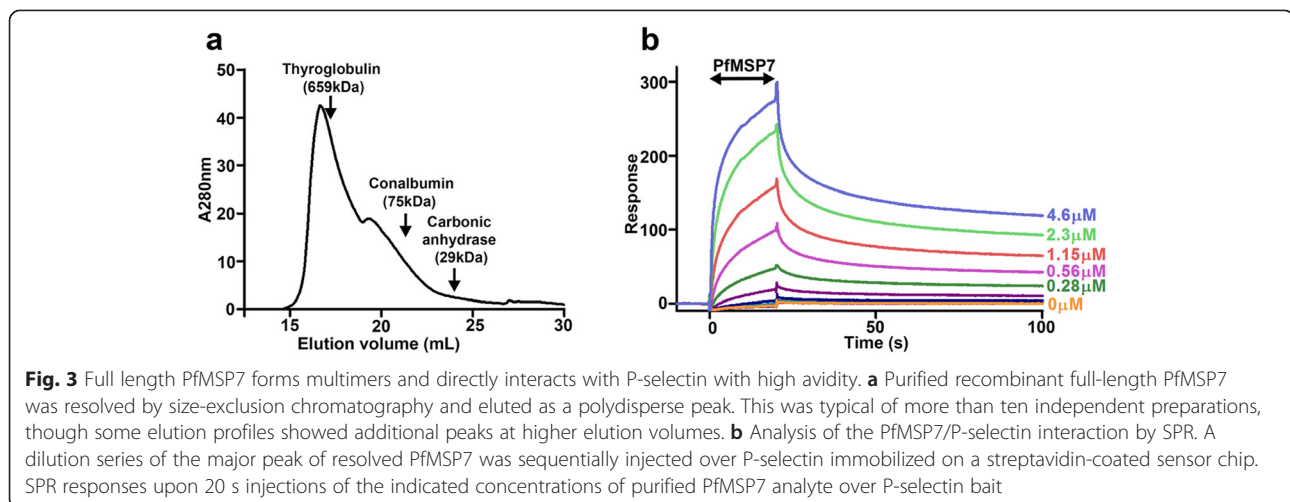 a
Thyroglobulin
(659kDa)
Conalbumin
(75kDa)
Carbonic
anhydrase
(29kDa)
A280nm
50
40
30
20
10
0
15
20
25
30
Elution volume (mL)
b
PfMSP7
Response
300
200
100
0
4.6μM
2.3μM
1.15μM
0.56μM
0.28μM
0μM
0
50
100
Time (s)
Fig. 3 Full length PfMSP7 forms multimers and directly interacts with P-selectin with high avidity. a Purified recombinant full-length PfMSP7
was resolved by size-exclusion chromatography and eluted as a polydisperse peak. This was typical of more than ten independent preparations,
though some elution profiles showed additional peaks at higher elution volumes. b Analysis of the PfMSP7/P-selectin interaction by SPR. A
dilution series of the major peak of resolved PfMSP7 was sequentially injected over P-selectin immobilized on a streptavidin-coated sensor chip.
SPR responses upon 20 s injections of the indicated concentrations of purified PfMSP7 analyte over P-selectin bait